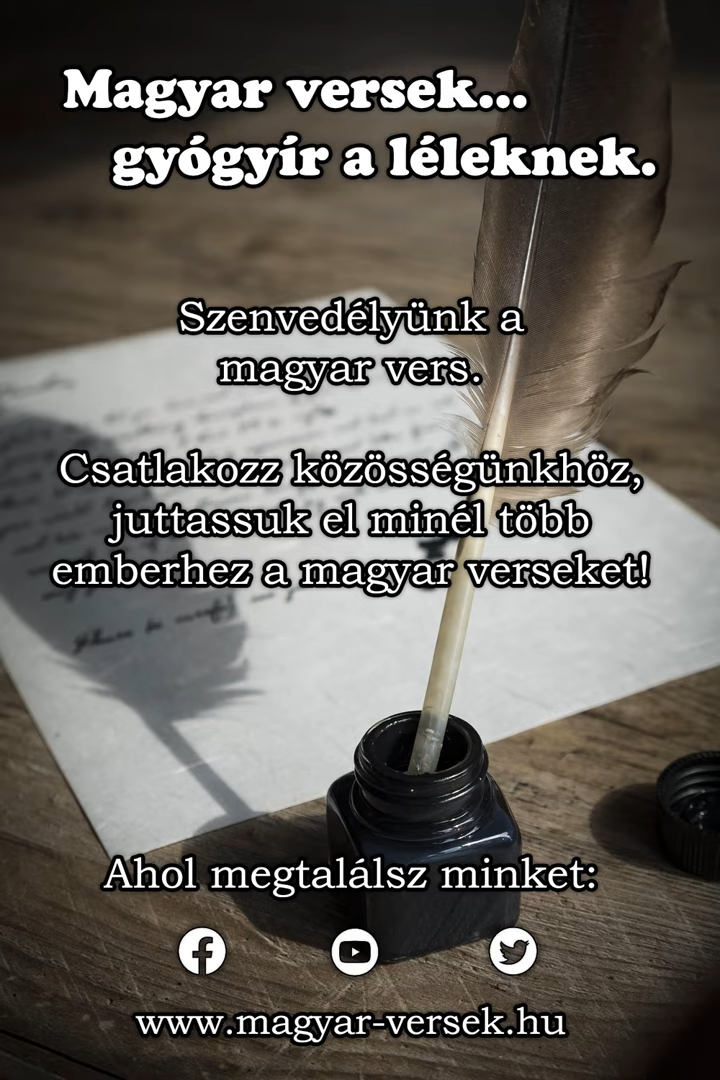 Magyar versek...
gyógyír a léleknek.
Szenvedélyünk a
magyar vers.
Csatlakozz közösségünkhöz,
juttassuk el minél több
emberhez a magyar verseket!
Ahol megtalálsz minket:
www.magyar-versek.hu